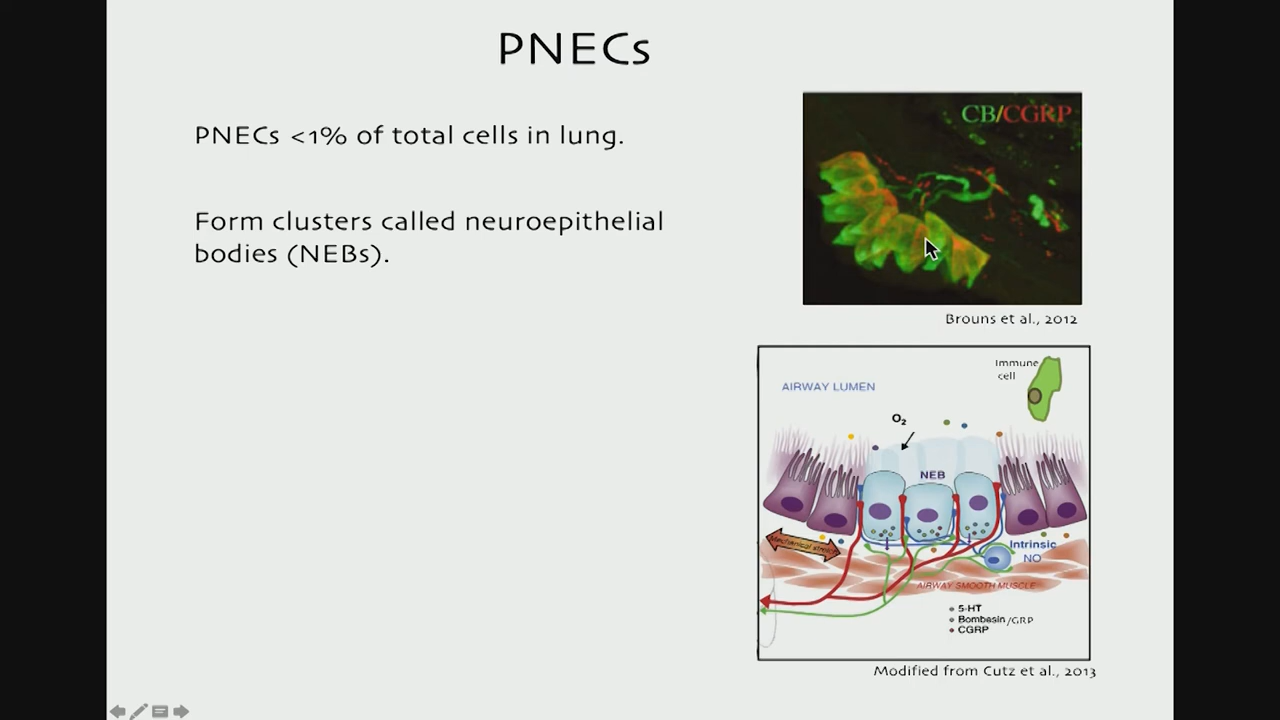 PNECs
PNECs <1% of total cells in lung.
Form clusters called neuroepithelial
bodies (NEBs).
CB/CGRP
Brouns et al., 2012
Immune
cell
AIRWAY LUMEN
O₂
NEB
Mechanical stretch
Intrinsic
NO
AIRWAY SMOOTH MUSCLE
5-HT
Bombesin/GRP
CGRP
Modified from Cutz et al., 2013